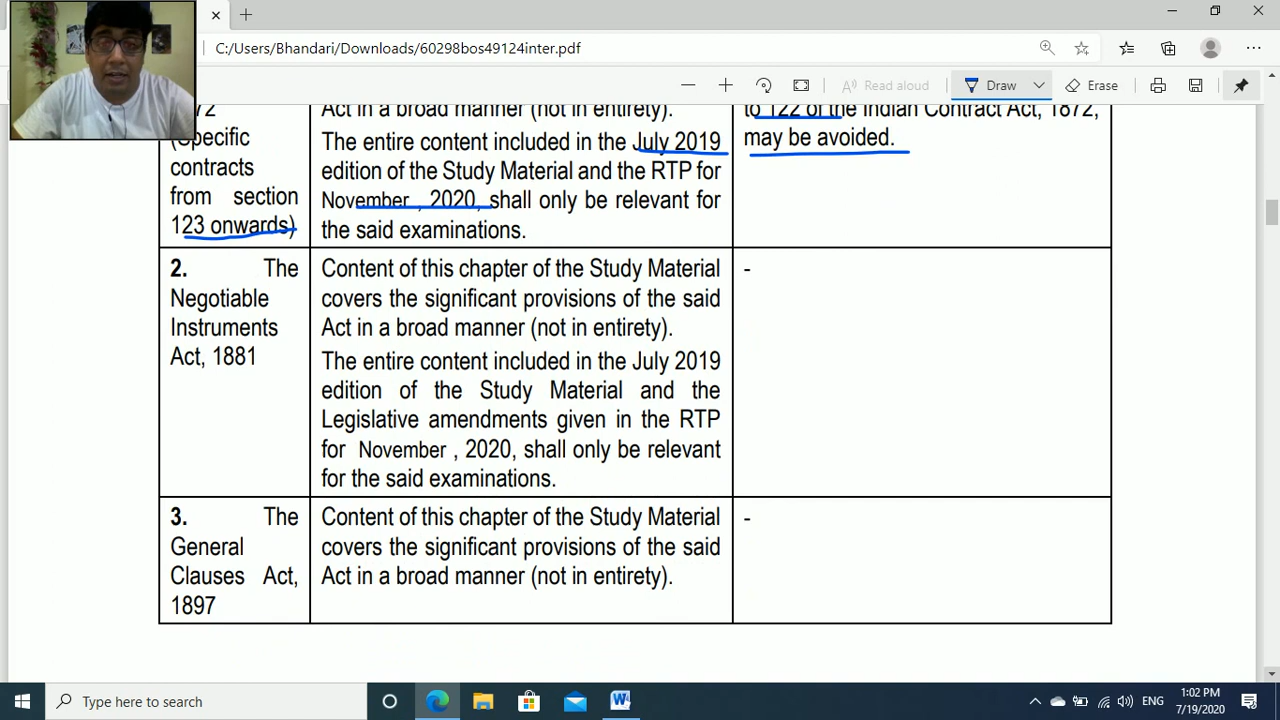 C:/Users/Bhandari/Downloads/60298bos49124inter.pdf
Read aloud
Draw
Erase
(Specific
contracts
from section
123 onwards)
Act in a broad manner (not in entirety).
The entire content included in the July 2019
edition of the Study Material and the RTP for
November , 2020, shall only be relevant for
the said examinations.
to 122 of the Indian Contract Act, 1872,
may be avoided.
2. The
Negotiable
Instruments
Act, 1881
Content of this chapter of the Study Material
covers the significant provisions of the said
Act in a broad manner (not in entirety).
The entire content included in the July 2019
edition of the Study Material and the
Legislative amendments given in the RTP
for November , 2020, shall only be relevant
for the said examinations.
-
3. The
General
Clauses Act,
1897
Content of this chapter of the Study Material
covers the significant provisions of the said
Act in a broad manner (not in entirety).
-
Type here to search
ENG
1:02 PM
7/19/2020